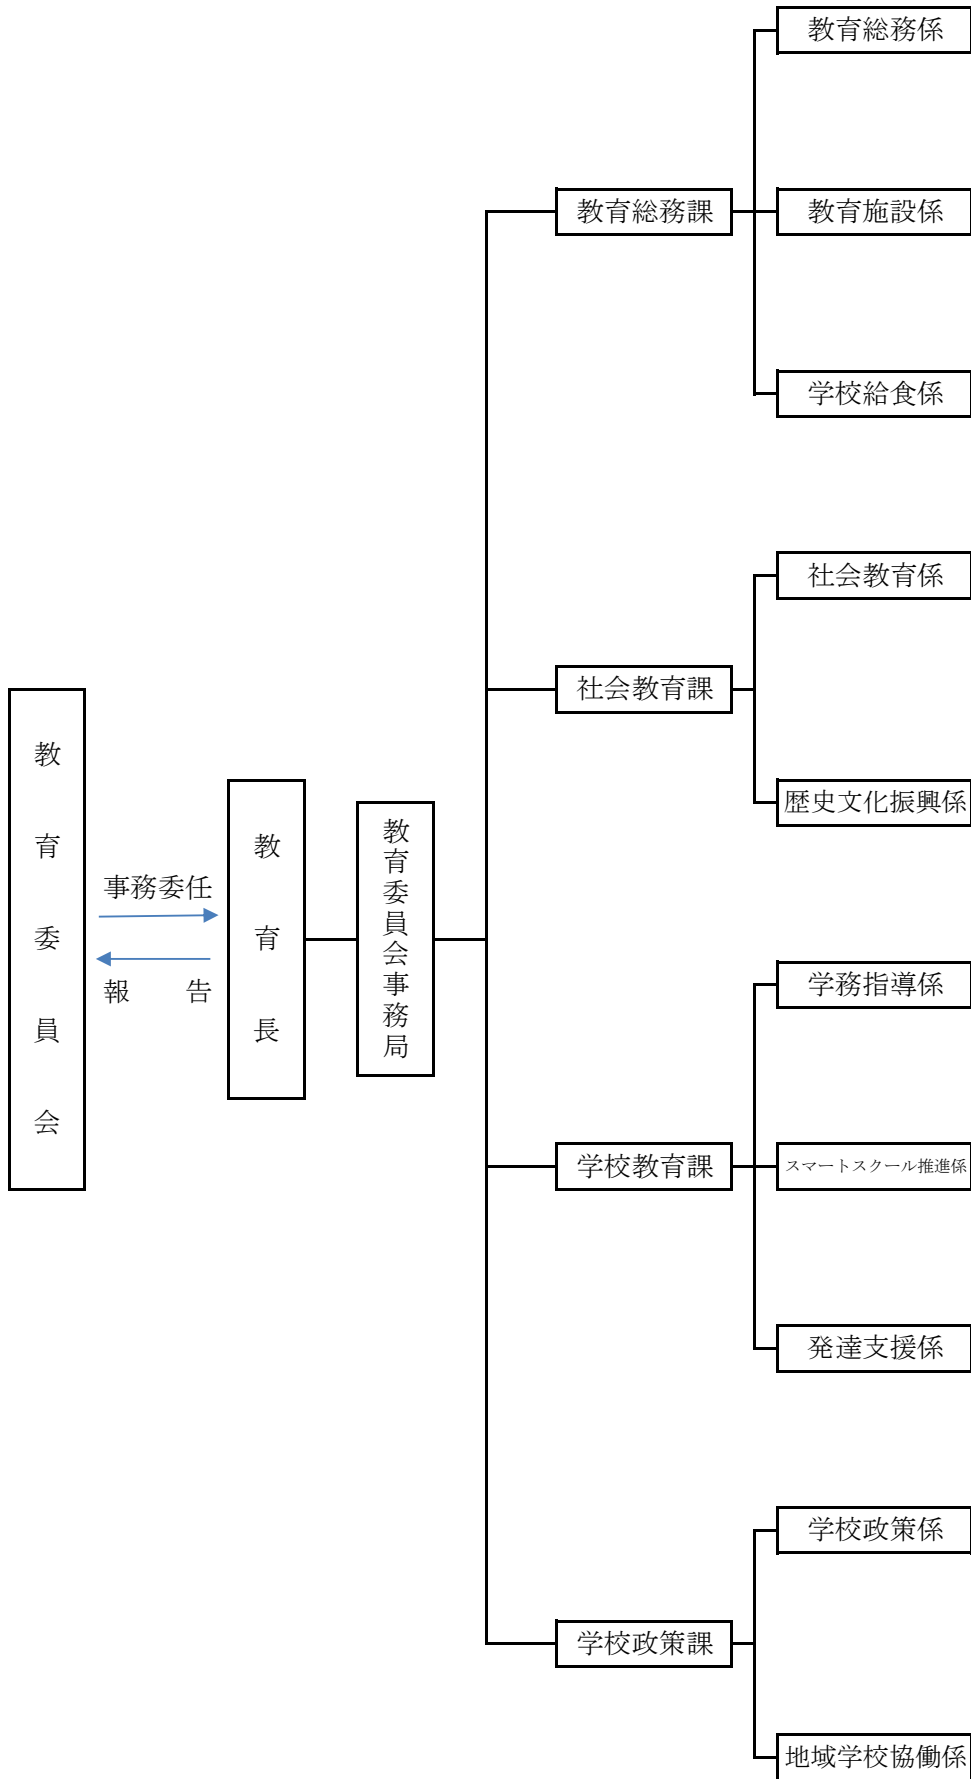 教育委員会
事務委任
報　告
教育長
教育委員会事務局
教育総務課
教育総務係
教育施設係
学校給食係
社会教育課
社会教育係
歴史文化振興係
学校教育課
学務指導係
スマートスクール推進係
発達支援係
学校政策課
学校政策係
地域学校協働係